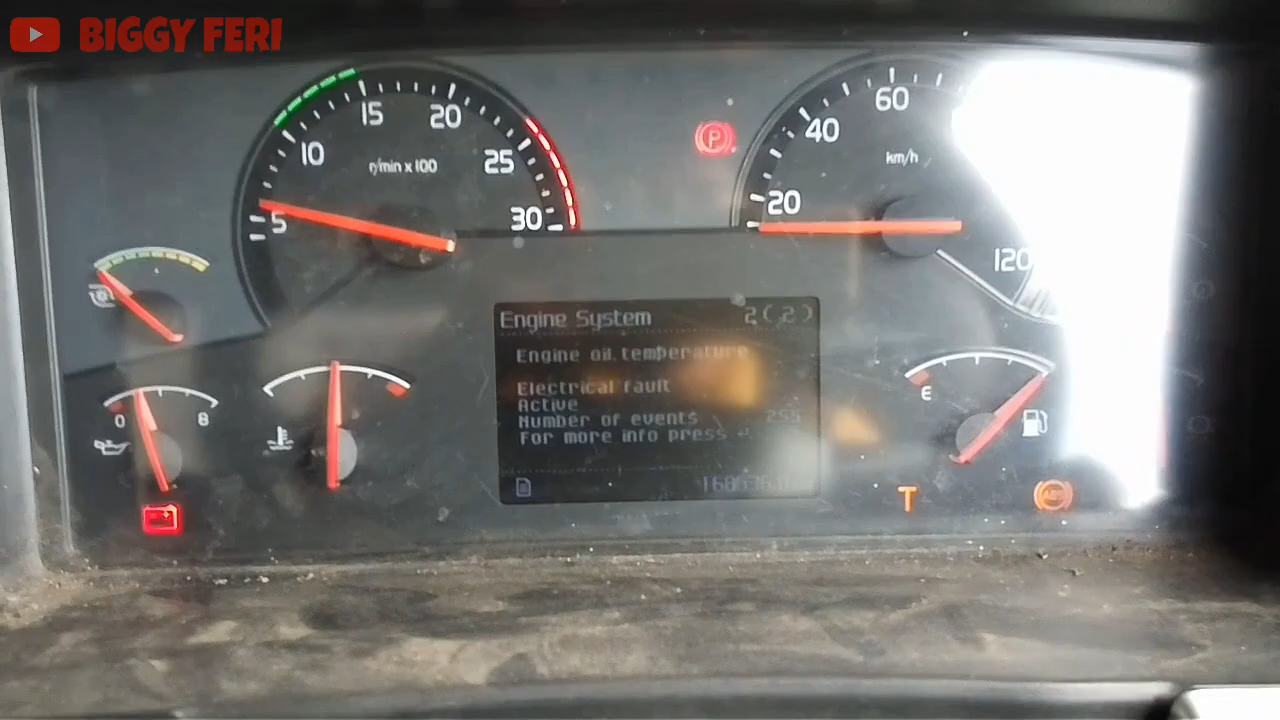 BIGGY FERI
15
20
10
25
r/min x 100
5
30
60
40
km/h
20
120
P
Engine System 2(2)
Engine oil temperature
Electrical fault
Active
Number of events 255
For more info press
0 8
E
T
ABS